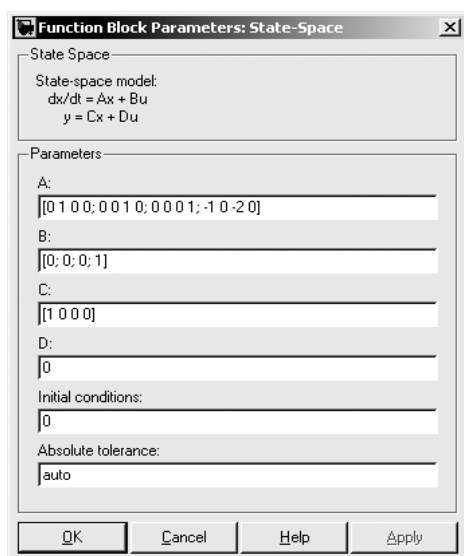 Function Block Parameters: State-Space
State Space
State-space model:
dx/dt = Ax + Bu
y = Cx + Du
Parameters
A:
[0 1 0 0; 0 0 1 0; 0 0 0 1; -1 0 -2 0]
B:
[0; 0; 0; 1]
C:
[1 0 0 0]
D:
0
Initial conditions:
0
Absolute tolerance:
auto
OK Cancel Help Apply